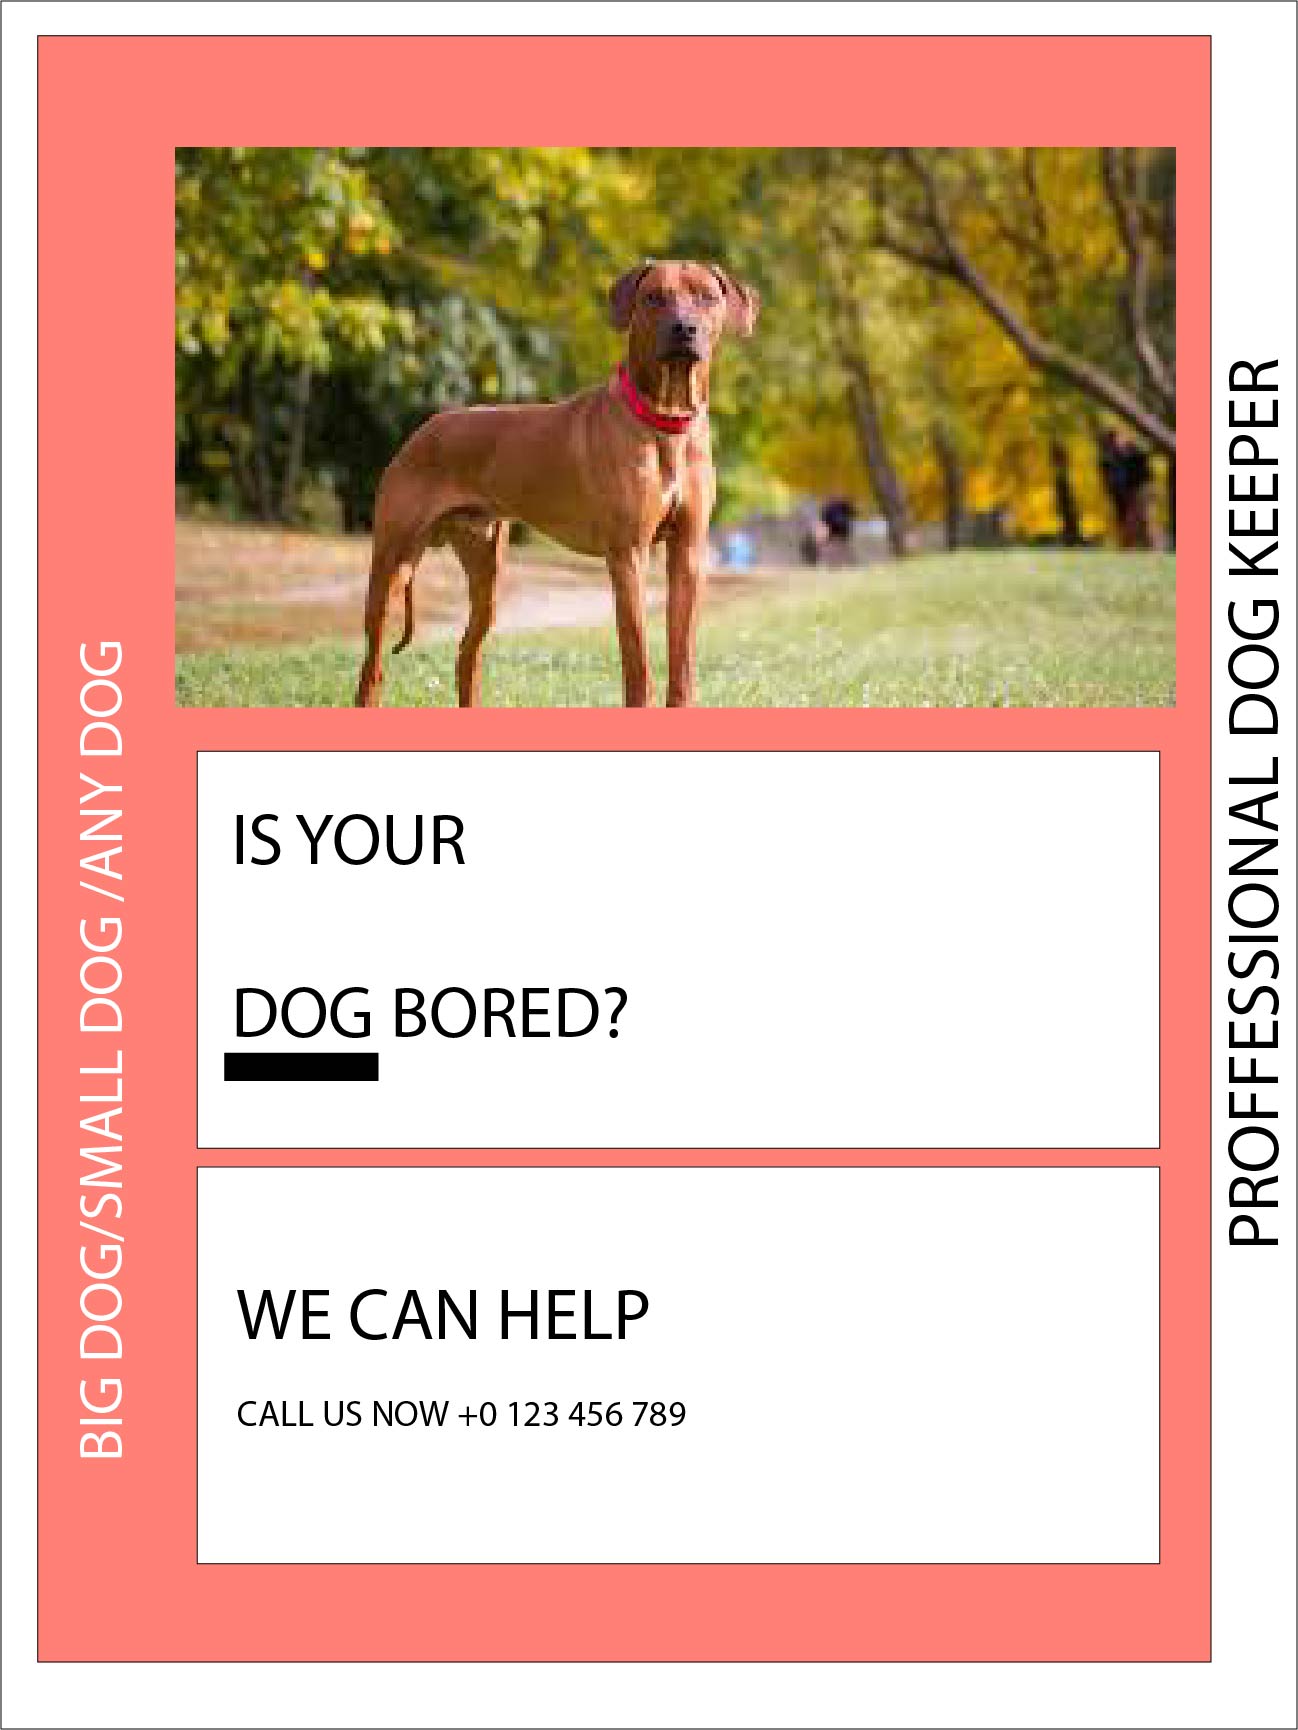 BIG DOG/SMALL DOG /ANY DOG
IS YOUR
DOG BORED?
WE CAN HELP
CALL US NOW +0 123 456 789
PROFFESSIONAL DOG KEEPER